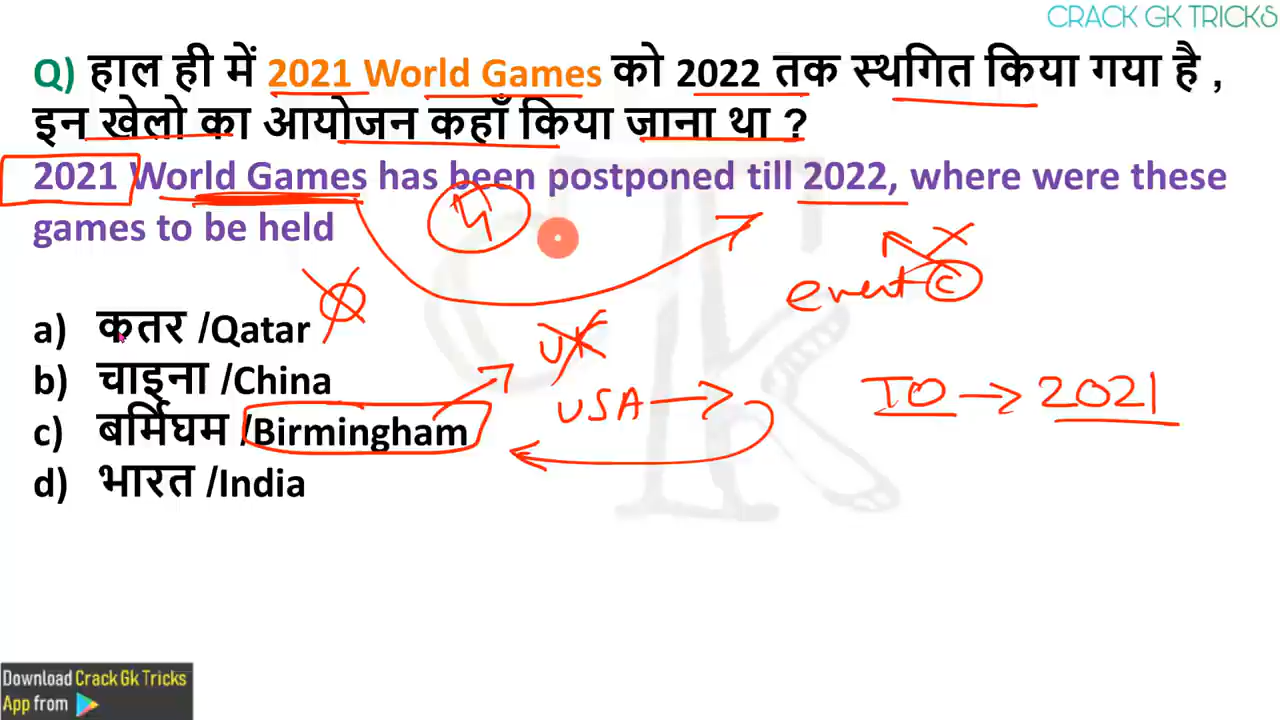 CRACK GK TRICKS
Q) हाल ही में 2021 World Games को 2022 तक स्थगित किया गया है ,
इन खेलो का आयोजन कहाँ किया जाना था ?
2021 World Games has been postponed till 2022, where were these
games to be held
event C
a) कतर /Qatar
UK
b) चाइना /China
USA
TO → 2021
c) बर्मिघम /Birmingham
d) भारत /India
Download Crack Gk Tricks
App from